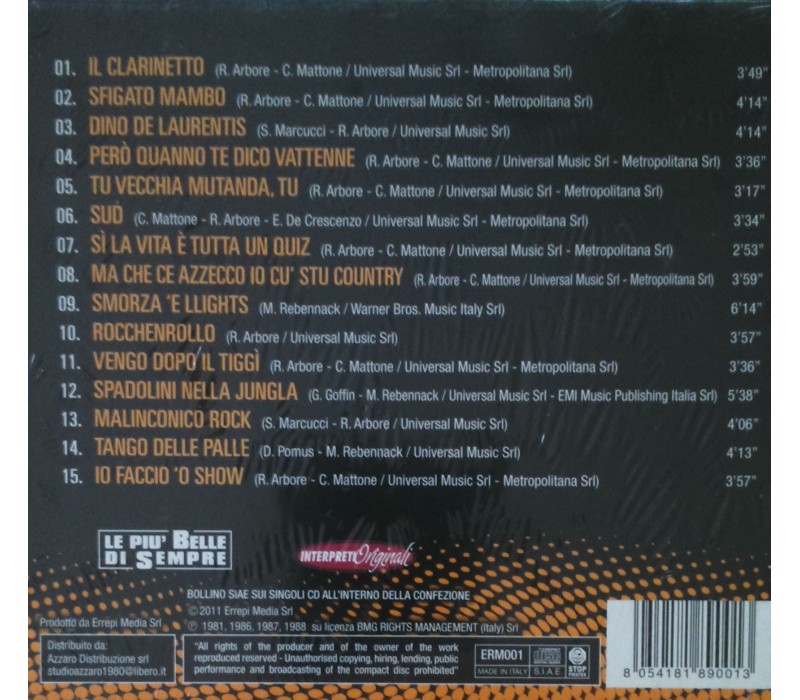 01. IL CLARINETTO (R. Arbore - C. Mattone / Universal Music Srl - Metropolitana Srl) 3'49"
02. SFIGATO MAMBO (R. Arbore - C. Mattone / Universal Music Srl - Metropolitana Srl) 4'14"
03. DINO DE LAURENTIS (S. Marcucci - R. Arbore / Universal Music Srl) 4'14"
04. PERÒ QUANNO TE DICO VATTENNE (R. Arbore - C. Mattone / Universal Music Srl - Metropolitana Srl) 3'36"
05. TU VECCHIA MUTANDA, TU (R. Arbore - C. Mattone / Universal Music Srl - Metropolitana Srl) 3'17"
06. SUD (C. Mattone - R. Arbore - E. De Crescenzo / Universal Music Srl - Metropolitana Srl) 3'34"
07. SÌ LA VITA È TUTTA UN QUIZ (R. Arbore - C. Mattone / Universal Music Srl - Metropolitana Srl) 2'53"
08. MA CHE CE AZZECCO IO CU' STU COUNTRY (R. Arbore - C. Mattone / Universal Music Srl - Metropolitana Srl) 3'59"
09. SMORZA 'E LLIGHTS (M. Rebennack / Warner Bros. Music Italy Srl) 6'14"
10. ROCCHENROLLO (R. Arbore / Universal Music Srl) 3'57"
11. VENGO DOPO IL TIGGÌ (R. Arbore - C. Mattone / Universal Music Srl - Metropolitana Srl) 3'36"
12. SPADOLINI NELLA JUNGLA (G. Goffin - M. Rebennack / Universal Music Srl - EMI Music Publishing Italia Srl) 5'38"
13. MALINCONICO ROCK (S. Marcucci - R. Arbore / Universal Music Srl) 4'06"
14. TANGO DELLE PALLE (D. Pomus - M. Rebennack / Universal Music Srl) 4'13"
15. IO FACCIO 'O SHOW (R. Arbore - C. Mattone / Universal Music Srl - Metropolitana Srl) 3'57"
LE PIU' BELLE
DI SEMPRE
INTERPRETI Originali
BOLLINO SIAE SUI SINGOLI CD ALL'INTERNO DELLA CONFEZIONE
© 2011 Errepi Media Srl
℗ 1981, 1986, 1987, 1988 su licenza BMG RIGHTS MANAGEMENT (Italy) Srl
Prodotto da Errepi Media Srl
Distribuito da:
Azzaro Distribuzione srl
studioazzaro1980@libero.it
"All rights of the producer and of the owner of the work
reproduced reserved - Unauthorised copying, hiring, lending, public
performance and broadcasting of the compact disc prohibited"
ERM001
MADE IN ITALY
S.I.A.E.
STOP
PIRATES
8 054181 890013